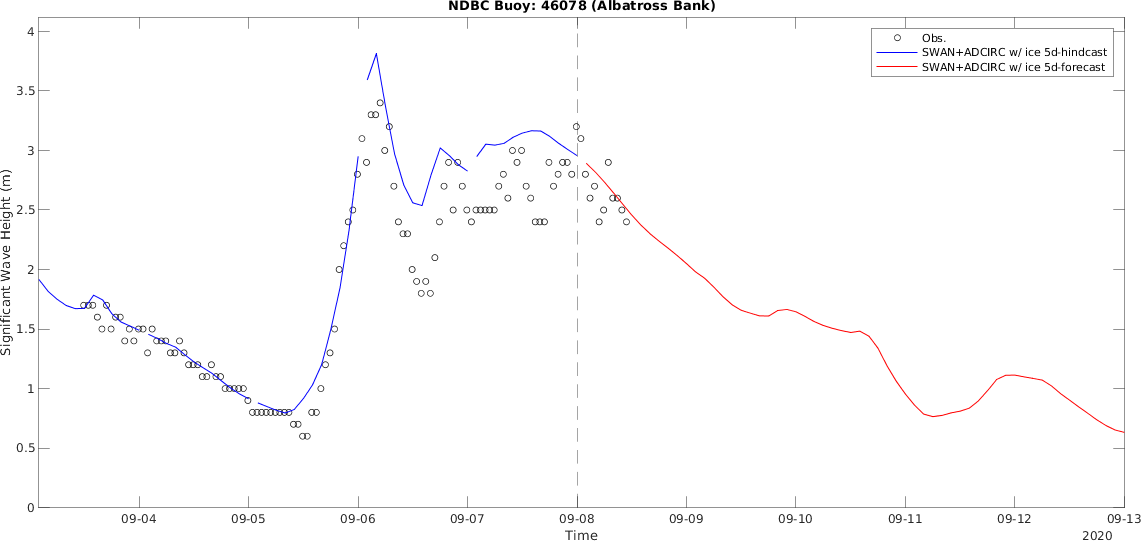 NDBC Buoy: 46078 (Albatross Bank)
Obs.
SWAN+ADCIRC w/ ice 5d-hindcast
SWAN+ADCIRC w/ ice 5d-forecast
Significant Wave Height (m)
4
3.5
3
2.5
2
1.5
1
0.5
0
09-04 09-05 09-06 09-07 09-08 09-09 09-10 09-11 09-12 09-13
Time
2020